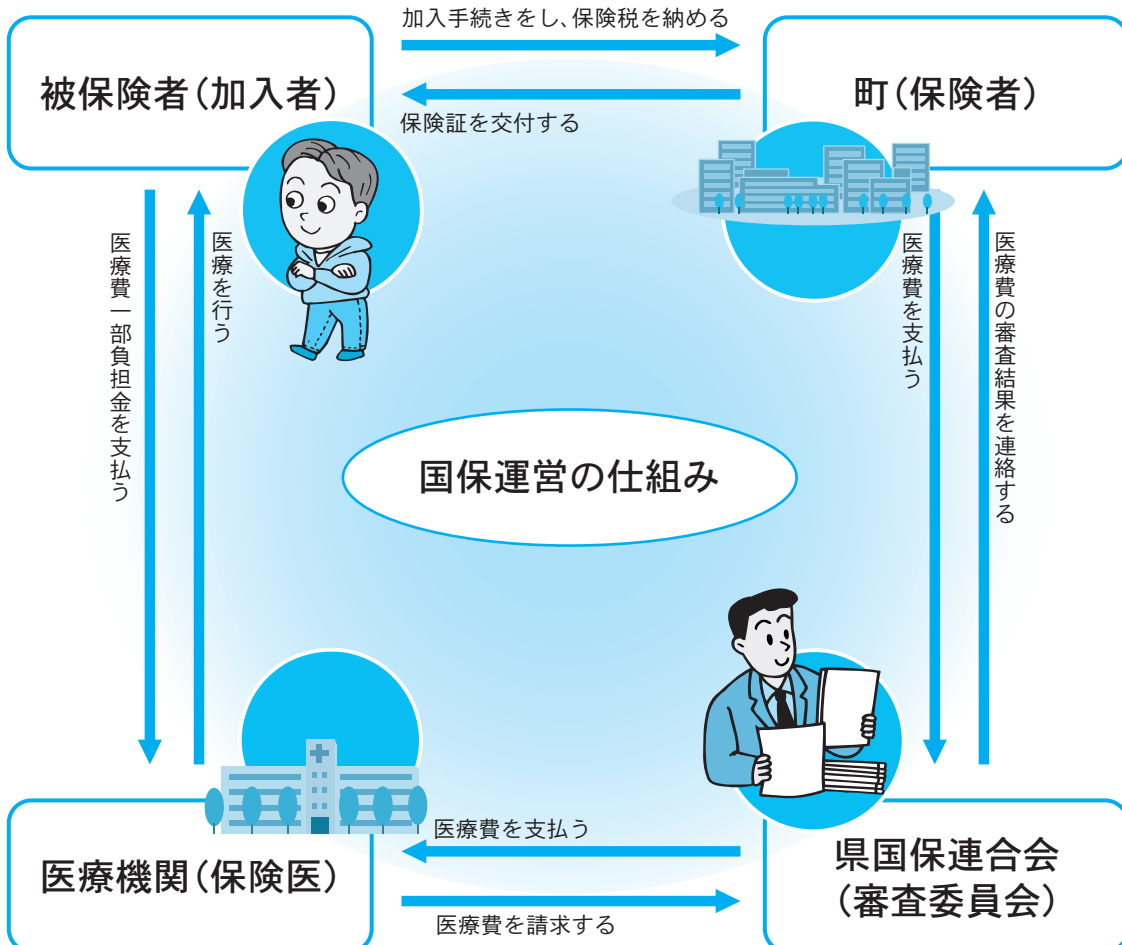 加入手続きをし、保険税を納める
被保険者(加入者)
町(保険者)
保険証を交付する
医療費一部負担金を支払う
医療を行う
医療費を支払う
医療費の審査結果を連絡する
国保運営の仕組み
医療費を支払う
医療機関(保険医)
県国保連合会
(審査委員会)
医療費を請求する